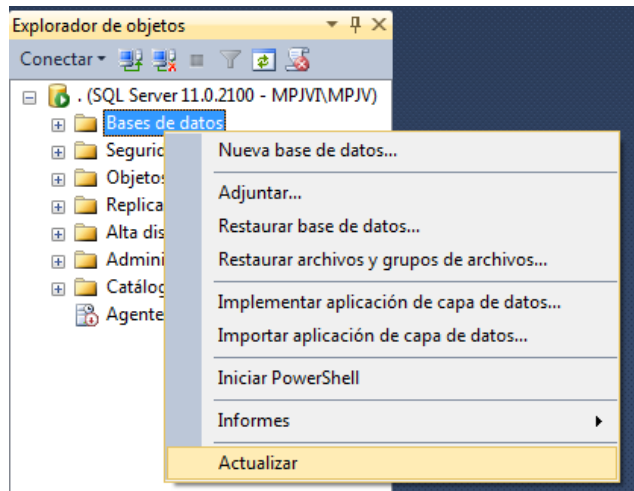 Explorador de objetos
Conectar
. (SQL Server 11.0.2100 - MPJVI\MPJV)
Bases de datos
Seguric
Nueva base de datos...
Objetos
Adjuntar...
Replica
Restaurar base de datos...
Alta dis
Restaurar archivos y grupos de archivos...
Admini
Catálog
Implementar aplicación de capa de datos...
Agente
Importar aplicación de capa de datos...
Iniciar PowerShell
Informes
Actualizar